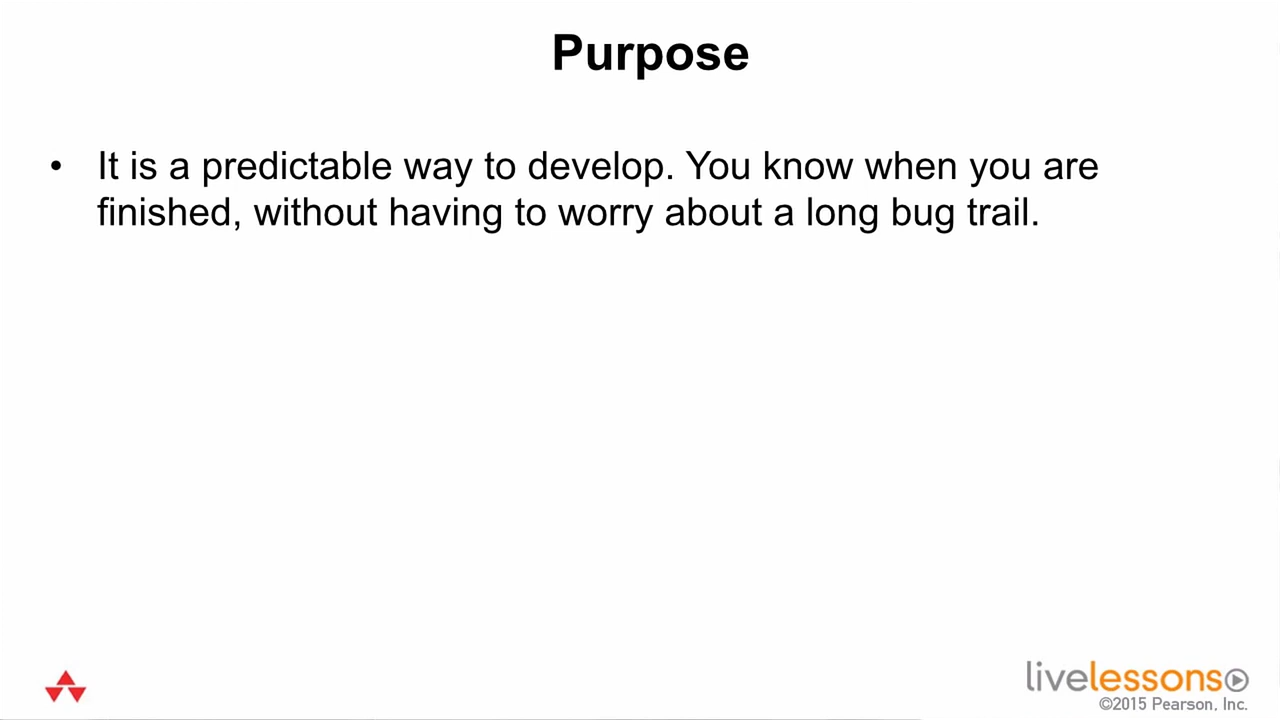 Purpose
• It is a predictable way to develop. You know when you are
finished, without having to worry about a long bug trail.
livelessons
©2015 Pearson, Inc.